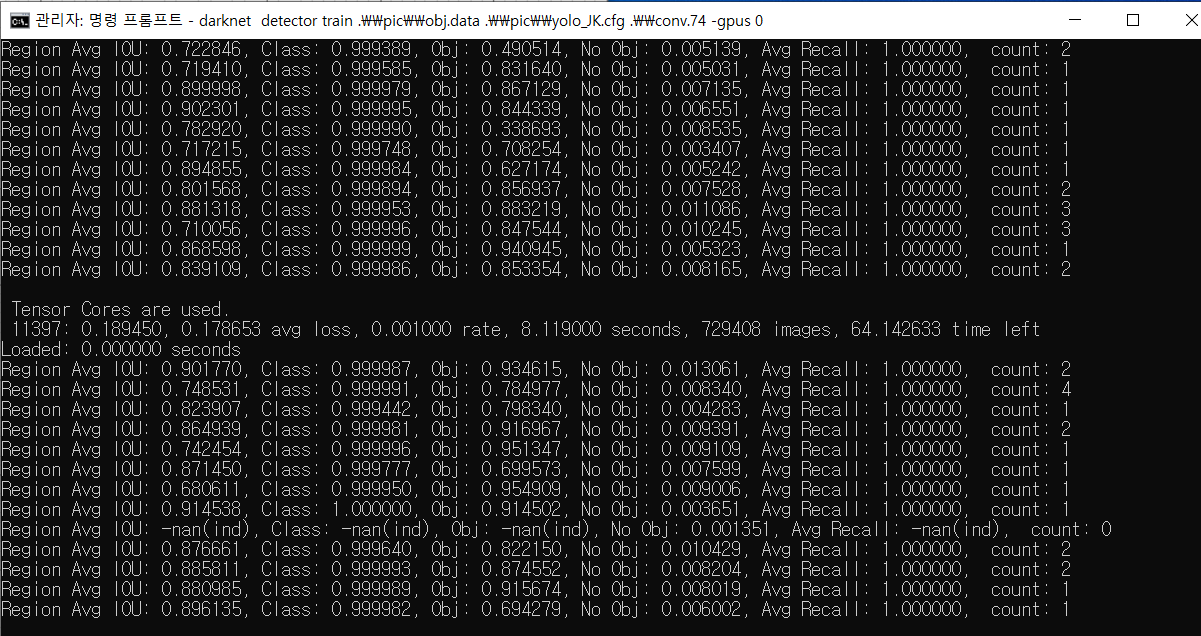 관리자: 명령 프롬프트 - darknet  detector train .₩₩pic₩₩obj.data .₩₩pic₩₩yolo_JK.cfg .₩₩conv.74 -gpus 0
Region Avg IOU: 0.722846, Class: 0.999389, Obj: 0.490514, No Obj: 0.005139, Avg Recall: 1.000000,  count: 2
Region Avg IOU: 0.719410, Class: 0.999585, Obj: 0.831640, No Obj: 0.005031, Avg Recall: 1.000000,  count: 1
Region Avg IOU: 0.899998, Class: 0.999979, Obj: 0.867129, No Obj: 0.007135, Avg Recall: 1.000000,  count: 1
Region Avg IOU: 0.902301, Class: 0.999995, Obj: 0.844339, No Obj: 0.006551, Avg Recall: 1.000000,  count: 1
Region Avg IOU: 0.782920, Class: 0.999990, Obj: 0.338693, No Obj: 0.008535, Avg Recall: 1.000000,  count: 1
Region Avg IOU: 0.717215, Class: 0.999748, Obj: 0.708254, No Obj: 0.003407, Avg Recall: 1.000000,  count: 1
Region Avg IOU: 0.894855, Class: 0.999984, Obj: 0.627174, No Obj: 0.005242, Avg Recall: 1.000000,  count: 1
Region Avg IOU: 0.801568, Class: 0.999894, Obj: 0.856937, No Obj: 0.007528, Avg Recall: 1.000000,  count: 2
Region Avg IOU: 0.881318, Class: 0.999953, Obj: 0.883219, No Obj: 0.011086, Avg Recall: 1.000000,  count: 3
Region Avg IOU: 0.710056, Class: 0.999996, Obj: 0.847544, No Obj: 0.010245, Avg Recall: 1.000000,  count: 3
Region Avg IOU: 0.868598, Class: 0.999999, Obj: 0.940945, No Obj: 0.005323, Avg Recall: 1.000000,  count: 1
Region Avg IOU: 0.839109, Class: 0.999986, Obj: 0.853354, No Obj: 0.008165, Avg Recall: 1.000000,  count: 2
Tensor Cores are used.
11397: 0.189450, 0.178653 avg loss, 0.001000 rate, 8.119000 seconds, 729408 images, 64.142633 time left
Loaded: 0.000000 seconds
Region Avg IOU: 0.901770, Class: 0.999987, Obj: 0.934615, No Obj: 0.013061, Avg Recall: 1.000000,  count: 2
Region Avg IOU: 0.748531, Class: 0.999991, Obj: 0.784977, No Obj: 0.008340, Avg Recall: 1.000000,  count: 4
Region Avg IOU: 0.823907, Class: 0.999442, Obj: 0.798340, No Obj: 0.004283, Avg Recall: 1.000000,  count: 1
Region Avg IOU: 0.864939, Class: 0.999981, Obj: 0.916967, No Obj: 0.009391, Avg Recall: 1.000000,  count: 2
Region Avg IOU: 0.742454, Class: 0.999996, Obj: 0.951347, No Obj: 0.009109, Avg Recall: 1.000000,  count: 1
Region Avg IOU: 0.871450, Class: 0.999777, Obj: 0.699573, No Obj: 0.007599, Avg Recall: 1.000000,  count: 1
Region Avg IOU: 0.680611, Class: 0.999950, Obj: 0.954909, No Obj: 0.009006, Avg Recall: 1.000000,  count: 1
Region Avg IOU: 0.914538, Class: 1.000000, Obj: 0.914502, No Obj: 0.003651, Avg Recall: 1.000000,  count: 1
Region Avg IOU: -nan(ind), Class: -nan(ind), Obj: -nan(ind), No Obj: 0.001351, Avg Recall: -nan(ind),  count: 0
Region Avg IOU: 0.876661, Class: 0.999640, Obj: 0.822150, No Obj: 0.010429, Avg Recall: 1.000000,  count: 2
Region Avg IOU: 0.885811, Class: 0.999993, Obj: 0.874552, No Obj: 0.008204, Avg Recall: 1.000000,  count: 2
Region Avg IOU: 0.880985, Class: 0.999989, Obj: 0.915674, No Obj: 0.008019, Avg Recall: 1.000000,  count: 1
Region Avg IOU: 0.896135, Class: 0.999982, Obj: 0.694279, No Obj: 0.006002, Avg Recall: 1.000000,  count: 1